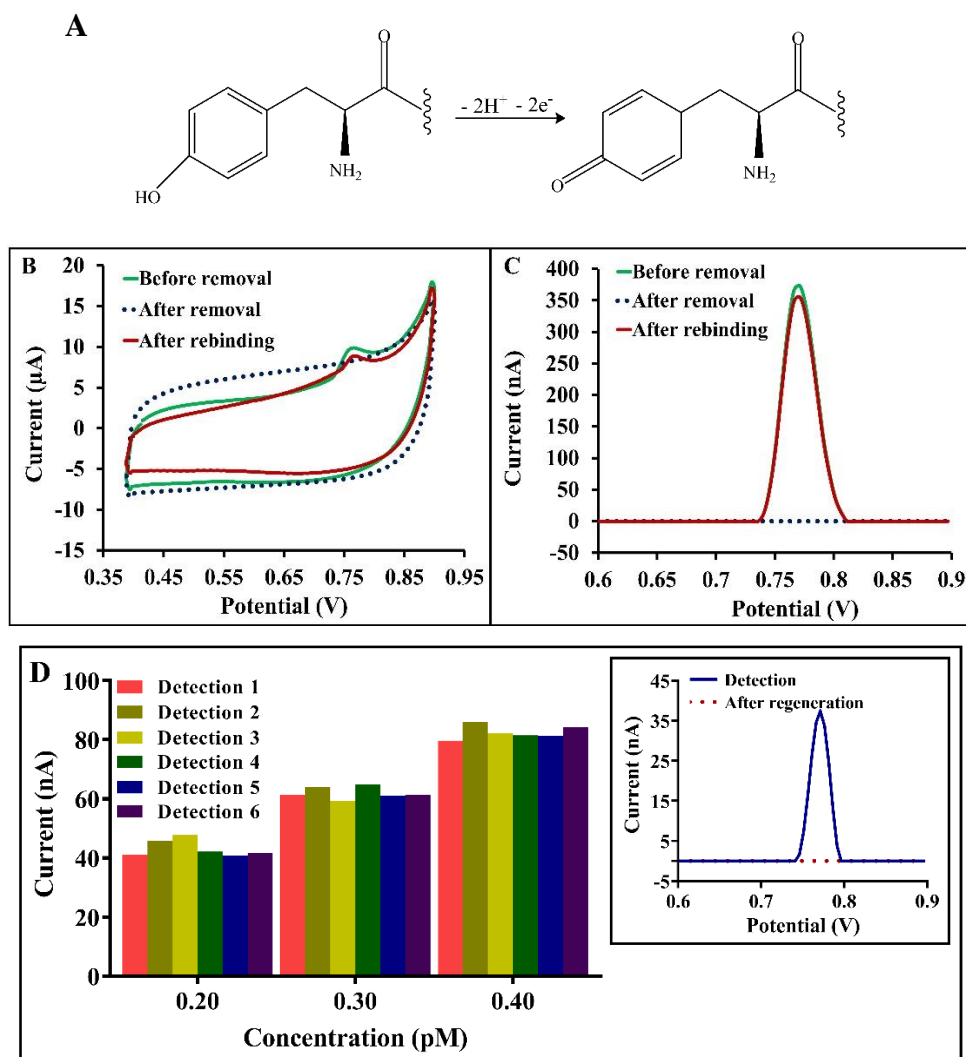 A
O
O
- 2H⁺ - 2e⁻
NH₂
NH₂
HO
O
B
Before removal
After removal
After rebinding
Current (µA)
20
15
10
5
0
-5
-10
-15
0.35 0.45 0.55 0.65 0.75 0.85 0.95
Potential (V)
C
Before removal
After removal
After rebinding
Current (nA)
400
350
300
250
200
150
100
50
0
-50
0.6 0.65 0.7 0.75 0.8 0.85 0.9
Potential (V)
D
Detection 1
Detection 2
Detection 3
Detection 4
Detection 5
Detection 6
Current (nA)
100
80
60
40
20
0
0.20 0.30 0.40
Concentration (pM)
Detection
After regeneration
Current (nA)
45
35
25
15
5
-5
0.6 0.7 0.8 0.9
Potential (V)